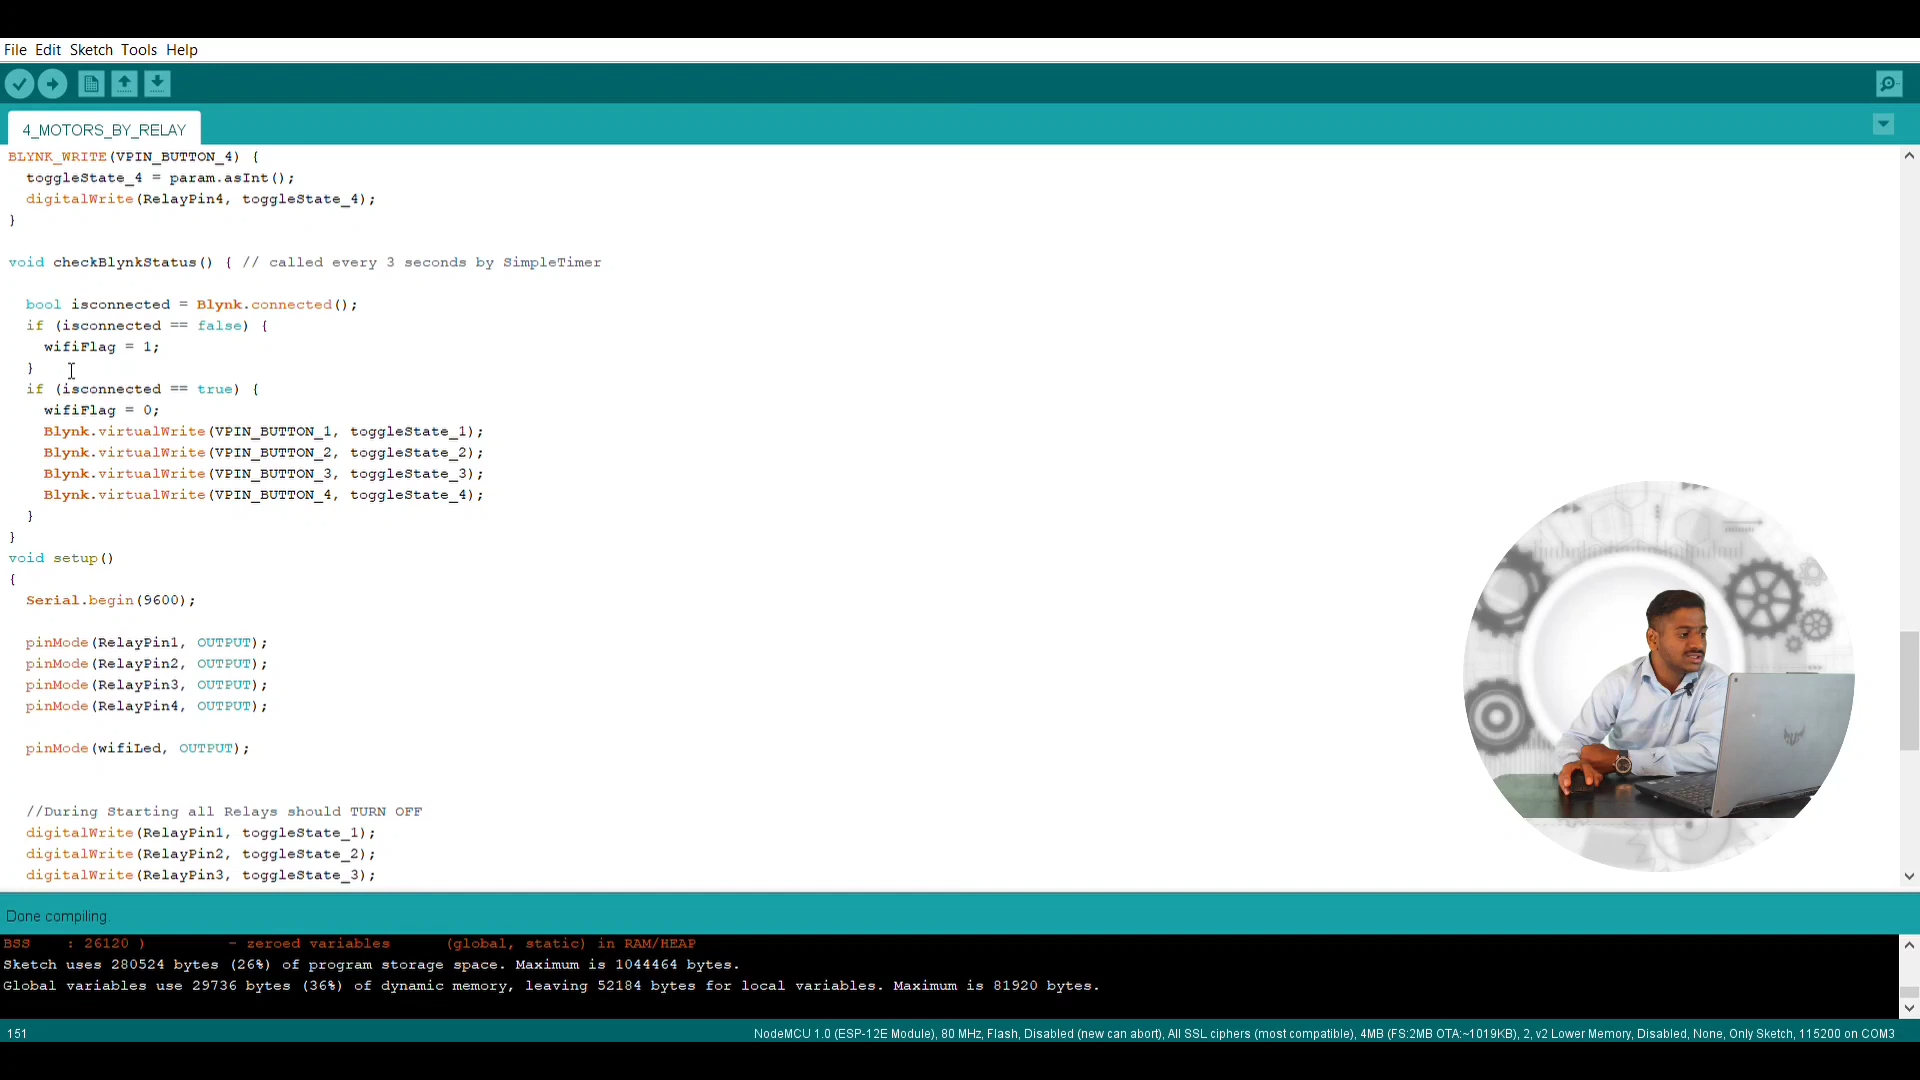 File Edit Sketch Tools Help
4_MOTORS_BY_RELAY
BLYNK_WRITE(VPIN_BUTTON_4) {
  toggleState_4 = param.asInt();
  digitalWrite(RelayPin4, toggleState_4);
}
void checkBlynkStatus() { // called every 3 seconds by SimpleTimer
  bool isconnected = Blynk.connected();
  if (isconnected == false) {
    wifiFlag = 1;
  }
  if (isconnected == true) {
    wifiFlag = 0;
    Blynk.virtualWrite(VPIN_BUTTON_1, toggleState_1);
    Blynk.virtualWrite(VPIN_BUTTON_2, toggleState_2);
    Blynk.virtualWrite(VPIN_BUTTON_3, toggleState_3);
    Blynk.virtualWrite(VPIN_BUTTON_4, toggleState_4);
  }
}
void setup()
{
  Serial.begin(9600);
  pinMode(RelayPin1, OUTPUT);
  pinMode(RelayPin2, OUTPUT);
  pinMode(RelayPin3, OUTPUT);
  pinMode(RelayPin4, OUTPUT);
  pinMode(wifiLed, OUTPUT);
  //During Starting all Relays should TURN OFF
  digitalWrite(RelayPin1, toggleState_1);
  digitalWrite(RelayPin2, toggleState_2);
  digitalWrite(RelayPin3, toggleState_3);
Done compiling.
BSS    : 26120 )         - zeroed variables      (global, static) in RAM/HEAP
Sketch uses 280524 bytes (26%) of program storage space. Maximum is 1044464 bytes.
Global variables use 29736 bytes (36%) of dynamic memory, leaving 52184 bytes for local variables. Maximum is 81920 bytes.
151
NodeMCU 1.0 (ESP-12E Module), 80 MHz, Flash, Disabled (new can abort), All SSL ciphers (most compatible), 4MB (FS:2MB OTA:~1019KB), 2, v2 Lower Memory, Disabled, None, Only Sketch, 115200 on COM3